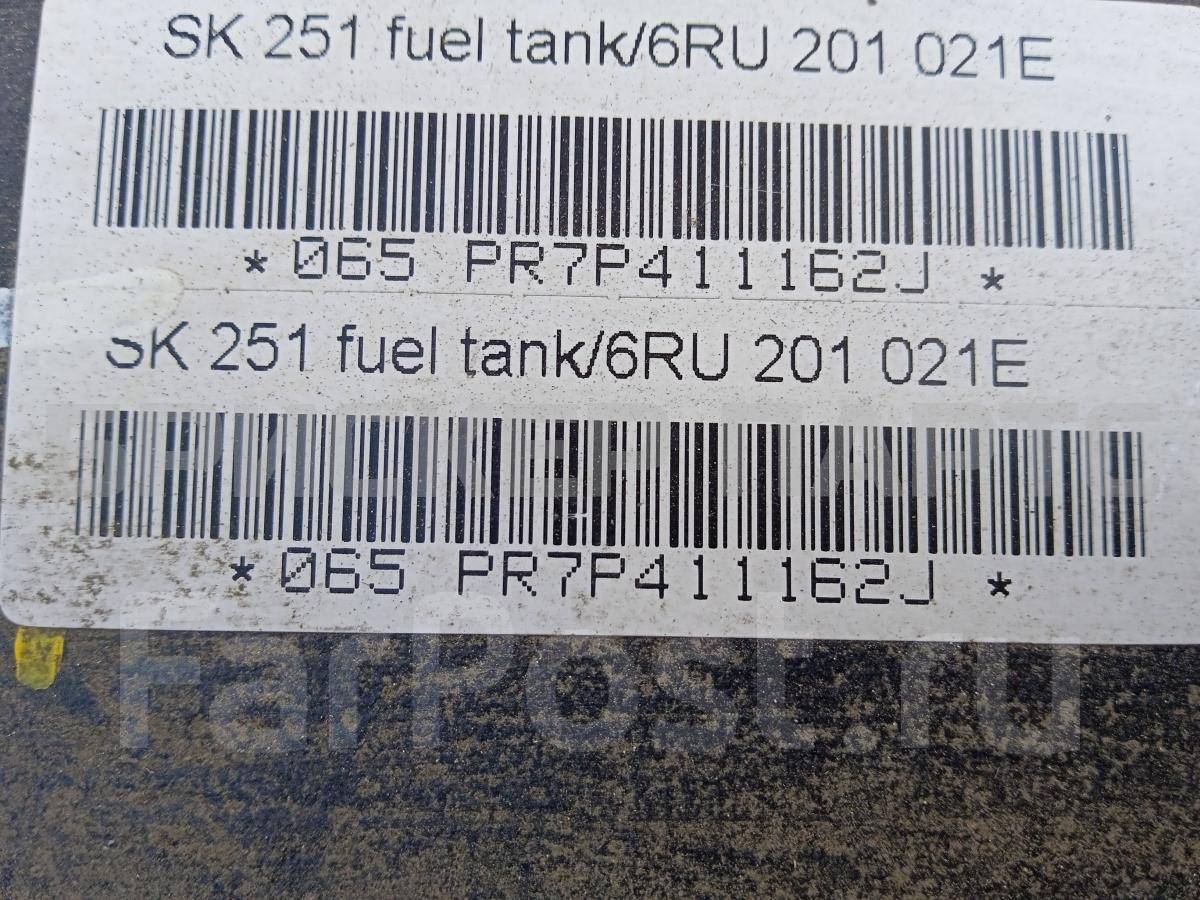 SK 251 fuel tank/6RU 201 021E
*065 PR7P411162J *
SK 251 fuel tank/6RU 201 021E
*065 PR7P411162J *
FarPost.ru